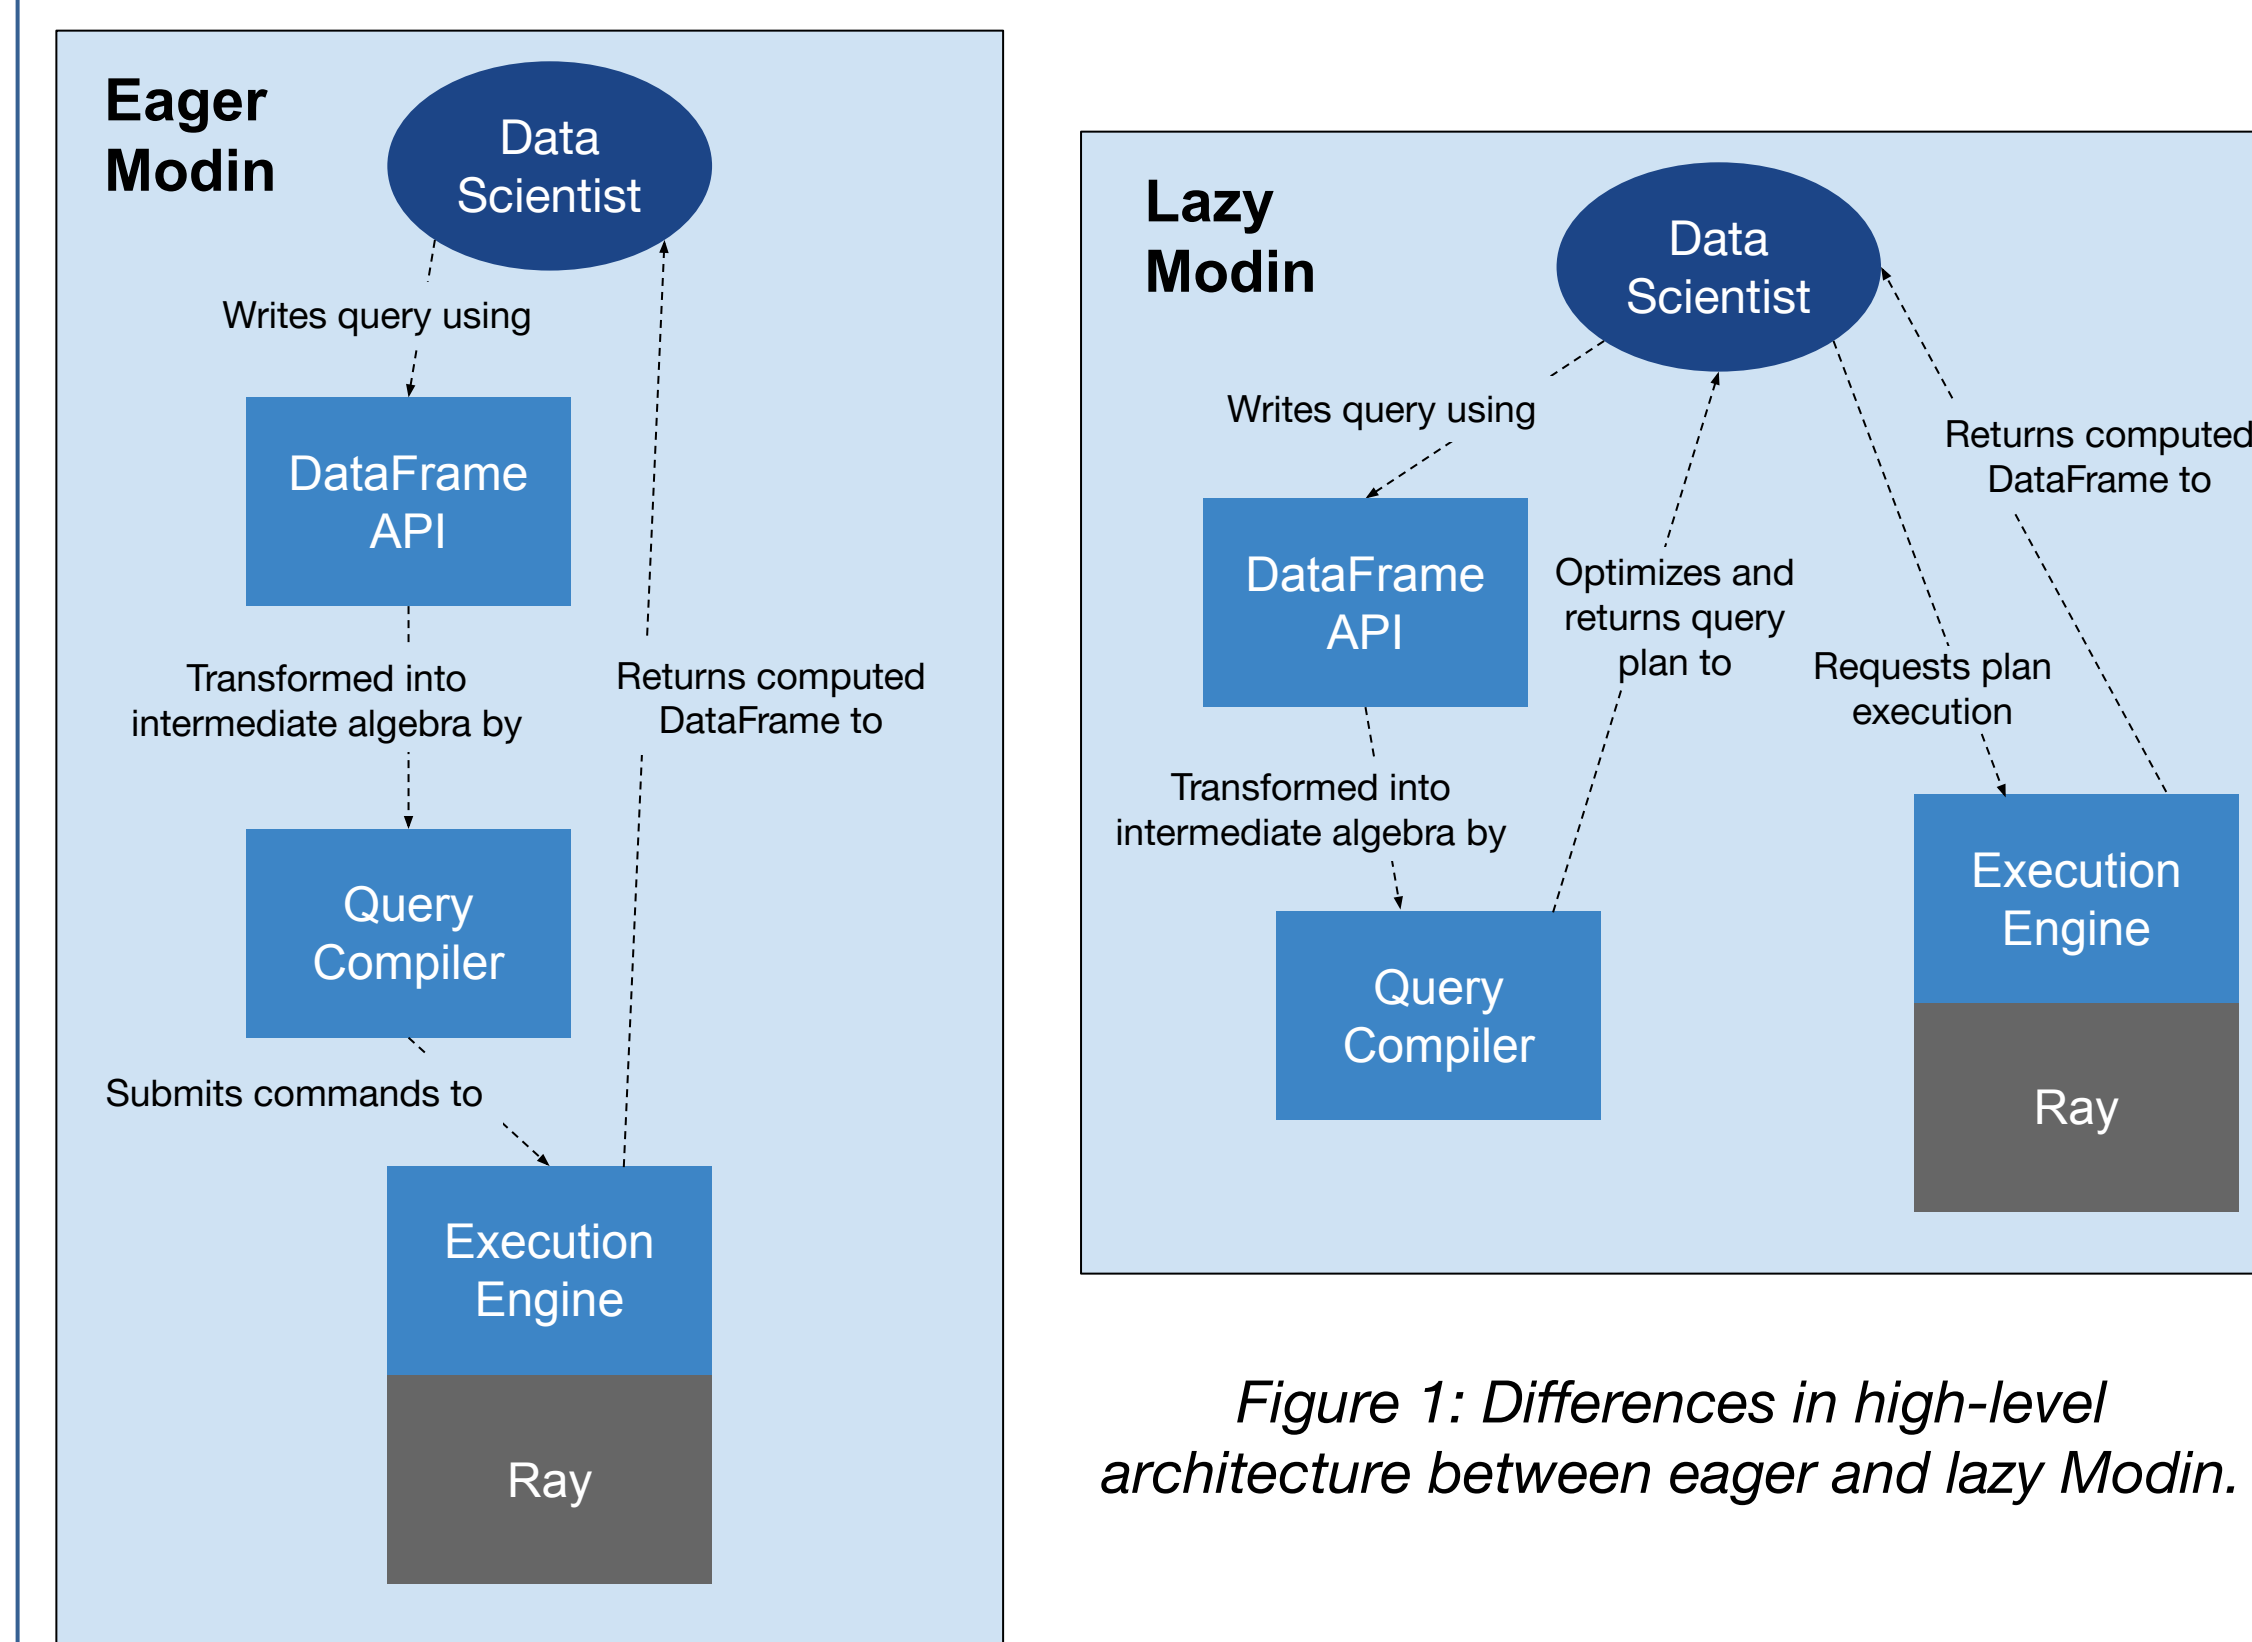 Eager
Modin
Data
Scientist
Writes query using
DataFrame
API
Transformed into
intermediate algebra by
Returns computed
DataFrame to
Query
Compiler
Submits commands to
Execution
Engine
Ray
Lazy
Modin
Data
Scientist
Writes query using
Returns computed
DataFrame to
DataFrame
API
Optimizes and
returns query
plan to
Requests plan
execution
Transformed into
intermediate algebra by
Query
Compiler
Execution
Engine
Ray
Figure 1: Differences in high-level
architecture between eager and lazy Modin.